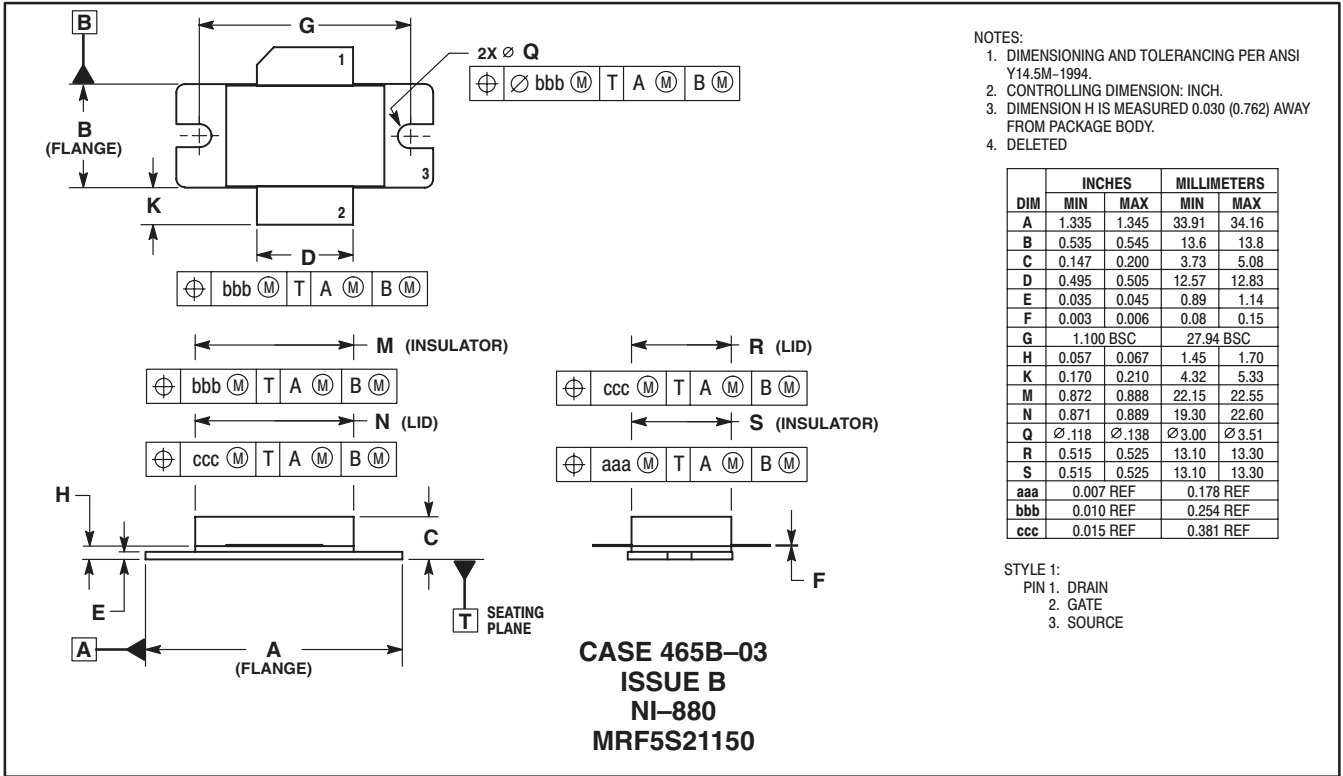 B
G
2X ⌀ Q
⌖ ⌀ bbb Ⓜ T A Ⓜ B Ⓜ
1
B
(FLANGE)
3
K
2
D
⌖ bbb Ⓜ T A Ⓜ B Ⓜ
M (INSULATOR)
⌖ bbb Ⓜ T A Ⓜ B Ⓜ
N (LID)
⌖ ccc Ⓜ T A Ⓜ B Ⓜ
R (LID)
⌖ ccc Ⓜ T A Ⓜ B Ⓜ
S (INSULATOR)
⌖ aaa Ⓜ T A Ⓜ B Ⓜ
H
C
E
F
T SEATING
PLANE
A
A
(FLANGE)
CASE 465B–03
ISSUE B
NI–880
MRF5S21150
NOTES:
1. DIMENSIONING AND TOLERANCING PER ANSI
Y14.5M–1994.
2. CONTROLLING DIMENSION: INCH.
3. DIMENSION H IS MEASURED 0.030 (0.762) AWAY
FROM PACKAGE BODY.
4. DELETED
INCHES MILLIMETERS
DIM MIN MAX MIN MAX
A 1.335 1.345 33.91 34.16
B 0.535 0.545 13.6 13.8
C 0.147 0.200 3.73 5.08
D 0.495 0.505 12.57 12.83
E 0.035 0.045 0.89 1.14
F 0.003 0.006 0.08 0.15
G 1.100 BSC 27.94 BSC
H 0.057 0.067 1.45 1.70
K 0.170 0.210 4.32 5.33
M 0.872 0.888 22.15 22.55
N 0.871 0.889 19.30 22.60
Q ⌀.118 ⌀.138 ⌀3.00 ⌀3.51
R 0.515 0.525 13.10 13.30
S 0.515 0.525 13.10 13.30
aaa 0.007 REF 0.178 REF
bbb 0.010 REF 0.254 REF
ccc 0.015 REF 0.381 REF
STYLE 1:
PIN 1. DRAIN
2. GATE
3. SOURCE